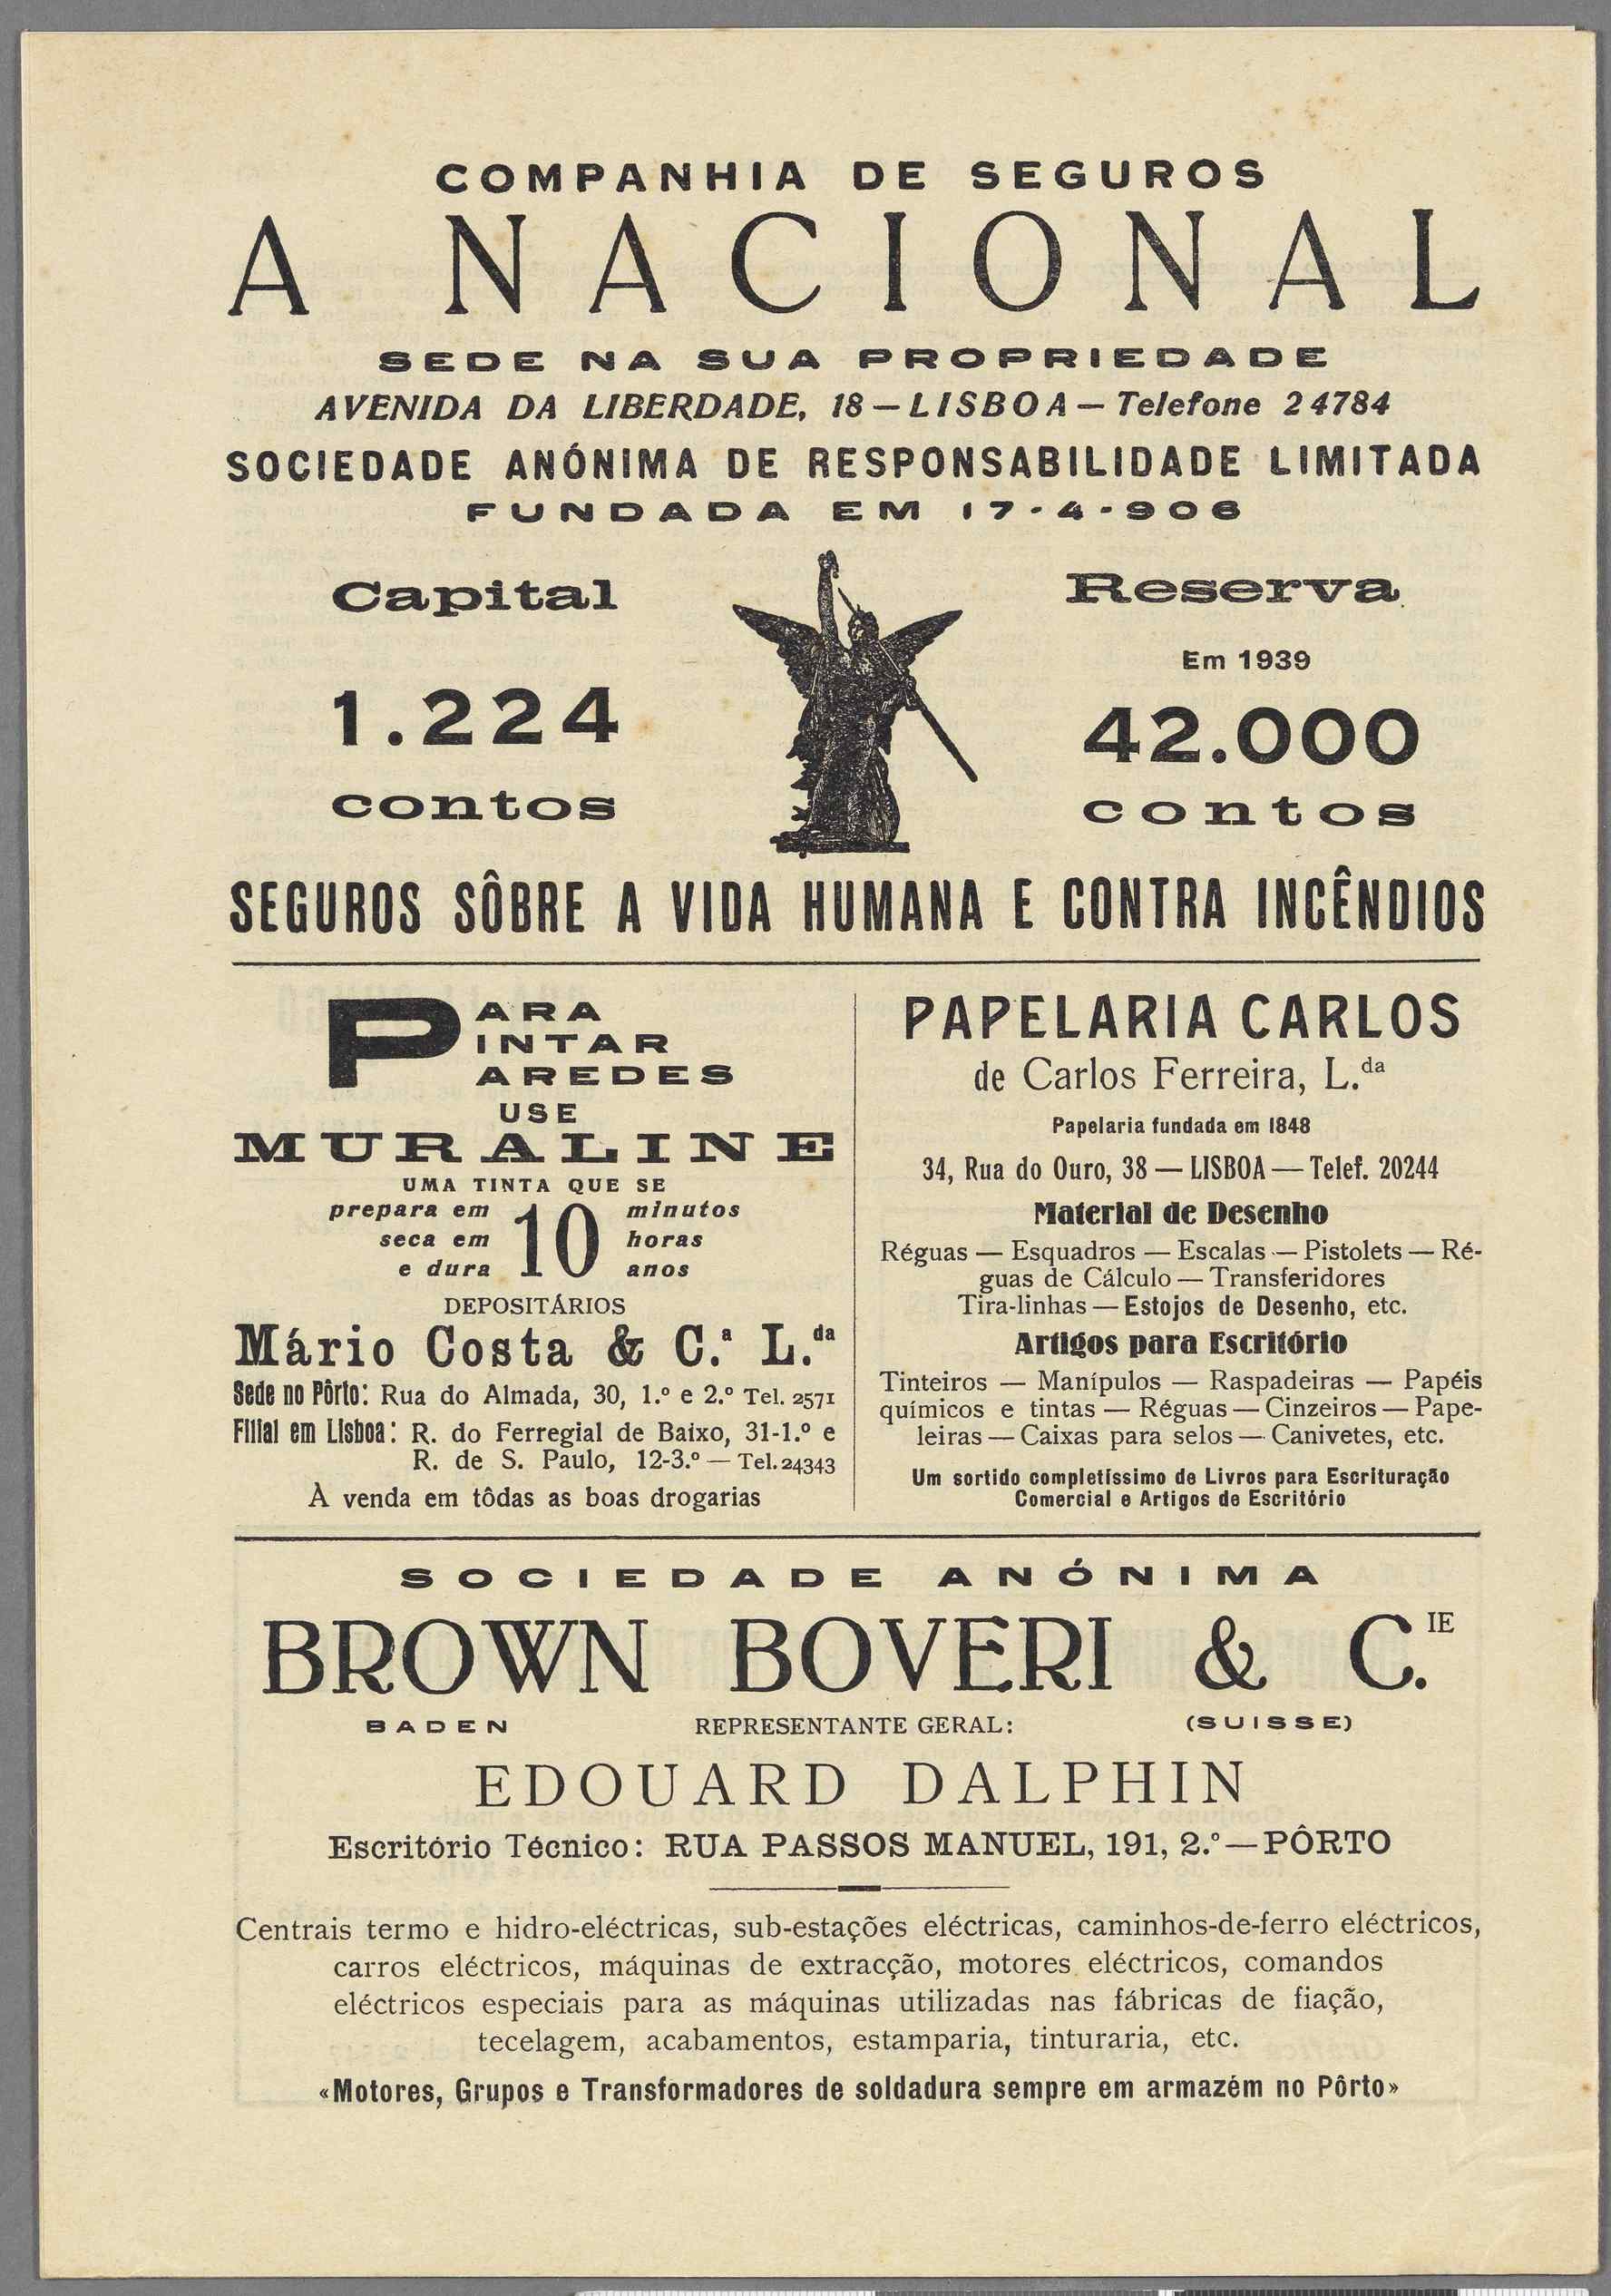 COMPANHIA DE SEGUROS
A NACIONAL
SEDE NA SUA PROPRIEDADE
AVENIDA DA LIBERDADE, 18 — LISBOA — Telefone 24784
SOCIEDADE ANÓNIMA DE RESPONSABILIDADE LIMITADA
FUNDADA EM 17-4-906
Capital
1.224
contos
Reserva
Em 1939
42.000
contos
SEGUROS SÔBRE A VIDA HUMANA E CONTRA INCÊNDIOS
PARA
PINTAR
PAREDES
USE
MURALINE
UMA TINTA QUE SE
prepara em 10 minutos
seca em horas
e dura anos
DEPOSITÁRIOS
Mário Costa & C.ª L.da
Sede no Pôrto: Rua do Almada, 30, 1.º e 2.º Tel. 2571
Filial em Lisboa: R. do Ferregial de Baixo, 31-1.º e
R. de S. Paulo, 12-3.º — Tel. 24343
À venda em tôdas as boas drogarias
PAPELARIA CARLOS
de Carlos Ferreira, L.da
Papelaria fundada em 1848
34, Rua do Ouro, 38 — LISBOA — Telef. 20244
Material de Desenho
Réguas — Esquadros — Escalas — Pistolets — Ré-
guas de Cálculo — Transferidores
Tira-linhas — Estojos de Desenho, etc.
Artigos para Escritório
Tinteiros — Manípulos — Raspadeiras — Papéis
químicos e tintas — Réguas — Cinzeiros — Pape-
leiras — Caixas para selos — Canivetes, etc.
Um sortido completíssimo de Livros para Escrituração
Comercial e Artigos de Escritório
SOCIEDADE ANÓNIMA
BROWN BOVERI & C.IE
BADEN REPRESENTANTE GERAL: (SUISSE)
EDOUARD DALPHIN
Escritório Técnico: RUA PASSOS MANUEL, 191, 2.º — PÔRTO
Centrais termo e hidro-eléctricas, sub-estações eléctricas, caminhos-de-ferro eléctricos,
carros eléctricos, máquinas de extracção, motores eléctricos, comandos
eléctricos especiais para as máquinas utilizadas nas fábricas de fiação,
tecelagem, acabamentos, estamparia, tinturaria, etc.
«Motores, Grupos e Transformadores de soldadura sempre em armazém no Pôrto»